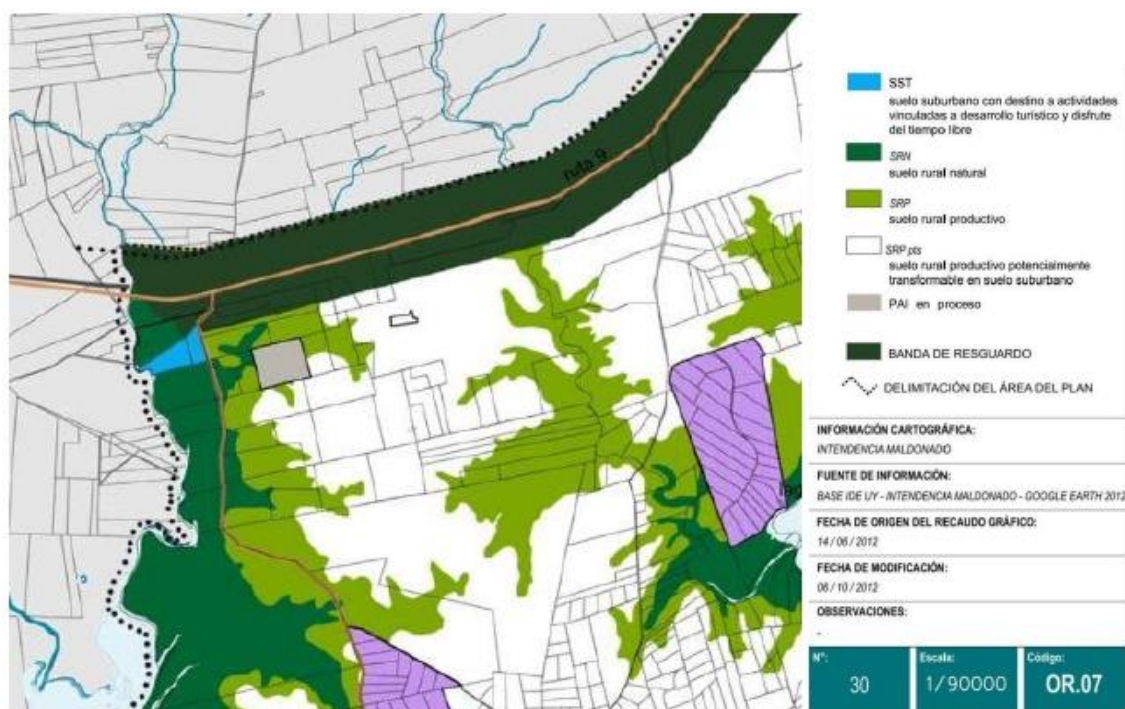 ruta 9
SST
suelo suburbano con destino a actividades
vinculadas a desarrollo turístico y disfrute
del tiempo libre
SRN
suelo rural natural
SRP
suelo rural productivo
SRP pts
suelo rural productivo potencialmente
transformable en suelo suburbano
PAI en proceso
BANDA DE RESGUARDO
DELIMITACIÓN DEL ÁREA DEL PLAN
INFORMACIÓN CARTOGRÁFICA:
INTENDENCIA MALDONADO
FUENTE DE INFORMACIÓN:
BASE IDE UY - INTENDENCIA MALDONADO - GOOGLE EARTH 2012
FECHA DE ORIGEN DEL RECAUDO GRÁFICO:
14 / 06 / 2012
FECHA DE MODIFICACIÓN:
06 / 10 / 2012
OBSERVACIONES:
-
Nº:
30
Escala:
1/90000
Código:
OR.07